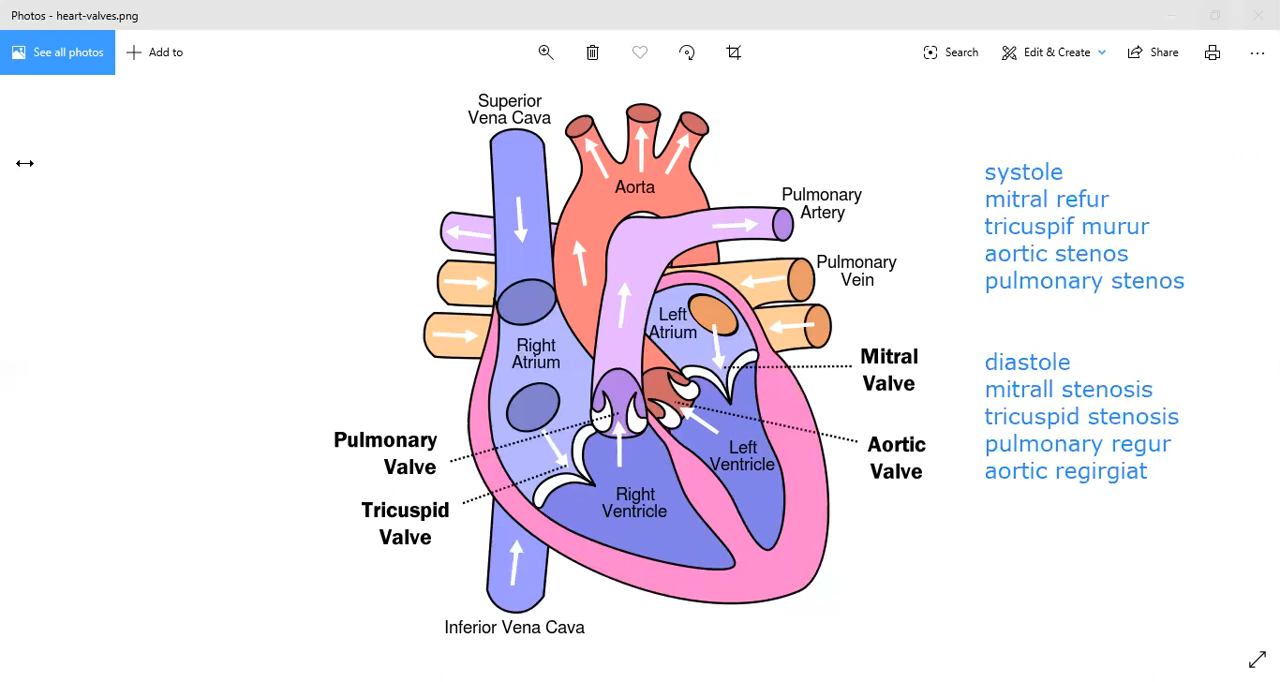 Photos - heart-valves.png
See all photos
Add to
Search
Edit & Create
Share
Superior
Vena Cava
Aorta
Pulmonary
Artery
Pulmonary
Vein
Left
Atrium
Right
Atrium
Mitral
Valve
Pulmonary
Valve
Aortic
Valve
Left
Ventricle
Tricuspid
Valve
Right
Ventricle
Inferior Vena Cava
systole
mitral refur
tricuspif murur
aortic stenos
pulmonary stenos
diastole
mitrall stenosis
tricuspid stenosis
pulmonary regur
aortic regirgiat